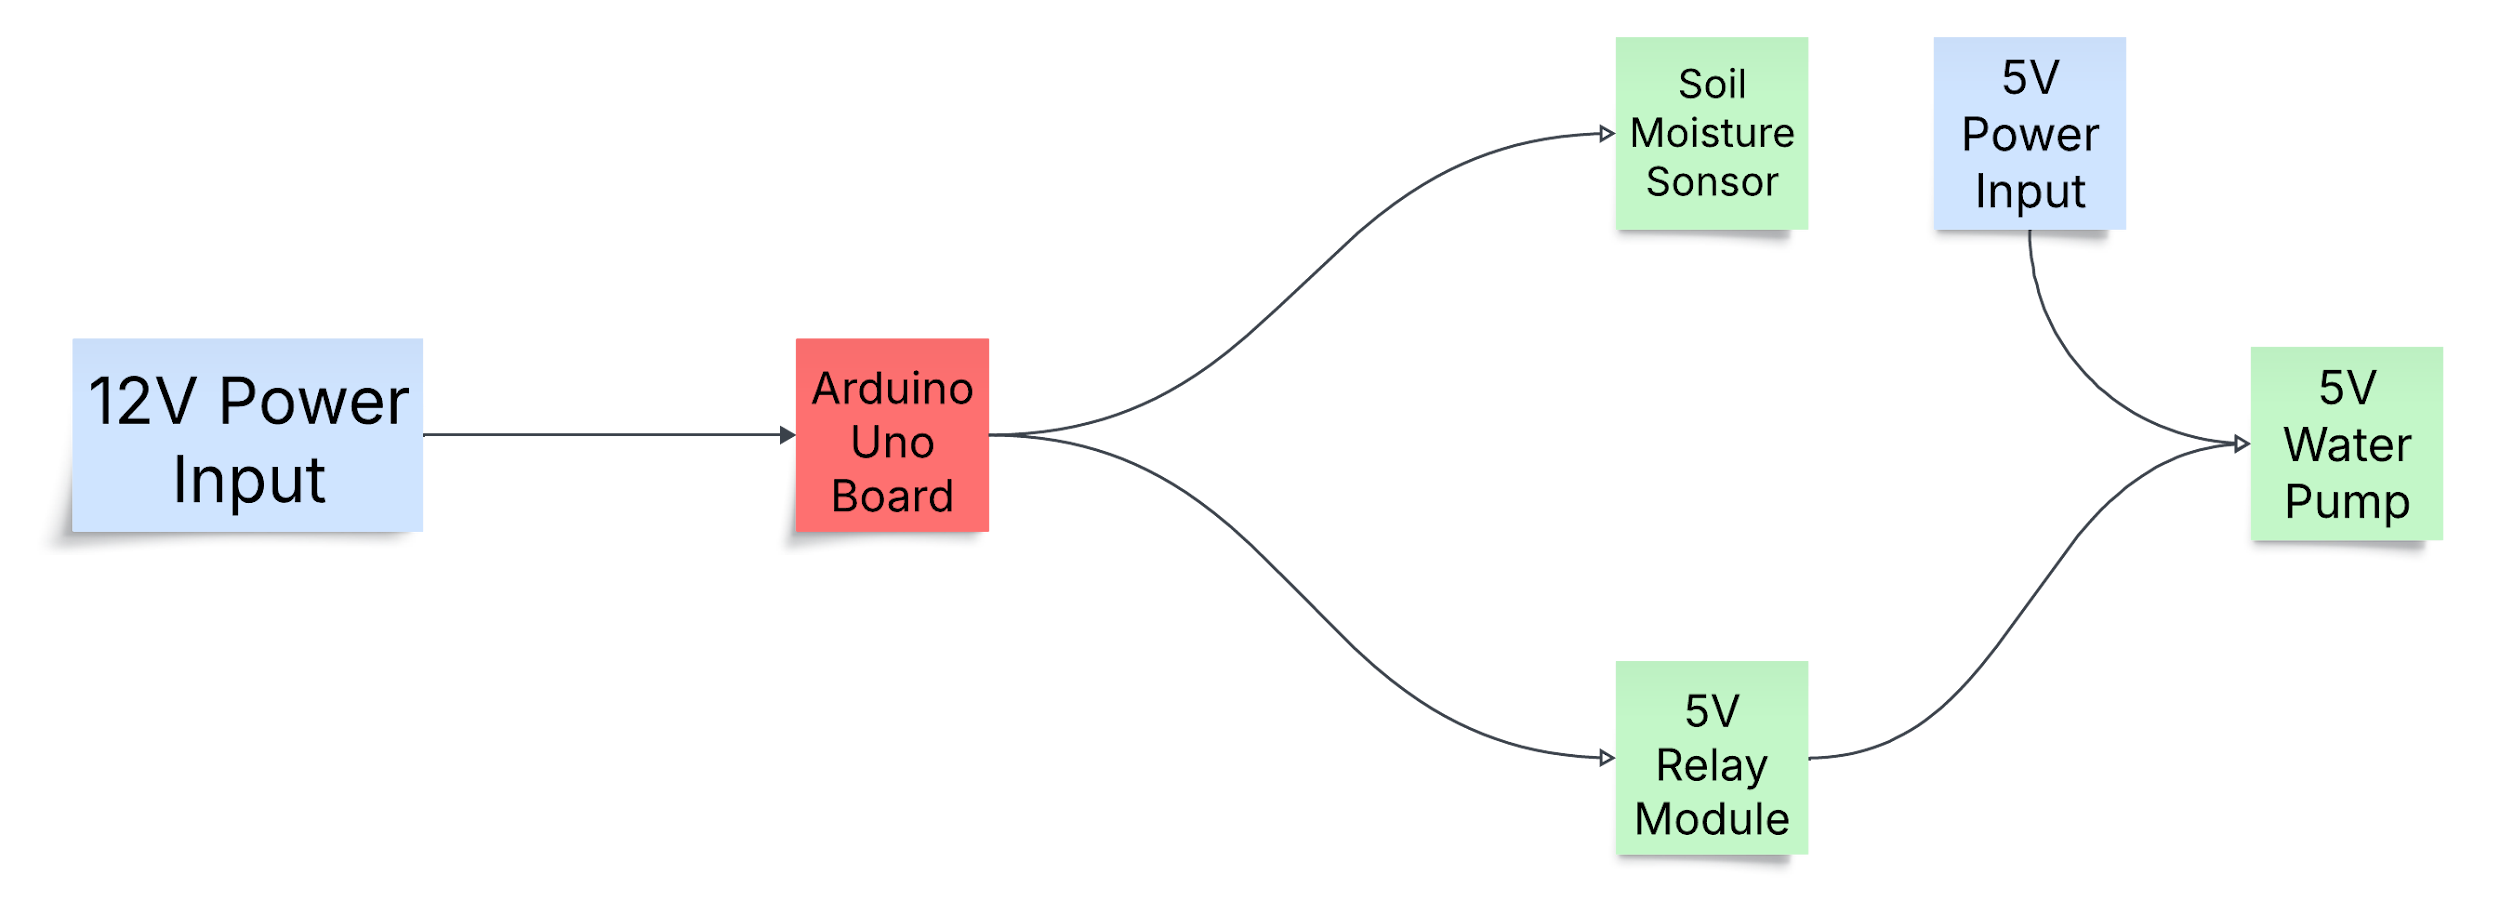 12V Power
Input
Arduino
Uno
Board
Soil
Moisture
Sonsor
5V
Power
Input
5V
Water
Pump
5V
Relay
Module